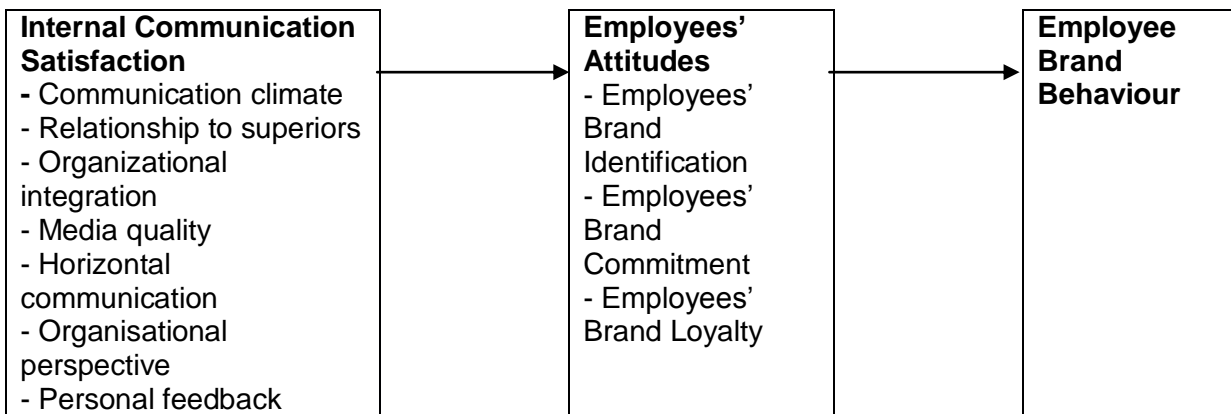 Internal Communication
Satisfaction
- Communication climate
- Relationship to superiors
- Organizational
integration
- Media quality
- Horizontal
communication
- Organisational
perspective
- Personal feedback
Employees’
Attitudes
- Employees’
Brand
Identification
- Employees’
Brand
Commitment
- Employees’
Brand Loyalty
Employee
Brand
Behaviour